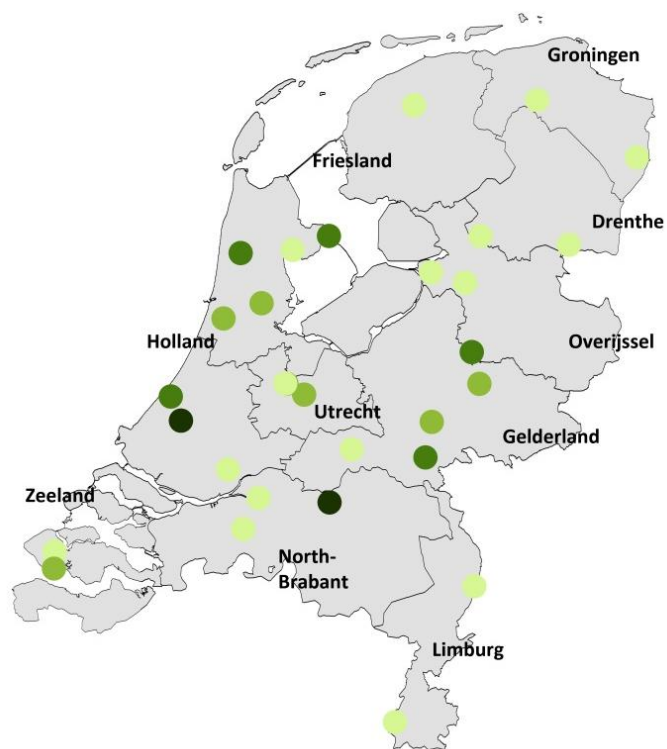 Groningen
Friesland
Drenthe
Holland
Overijssel
Utrecht
Gelderland
Zeeland
North-
Brabant
Limburg